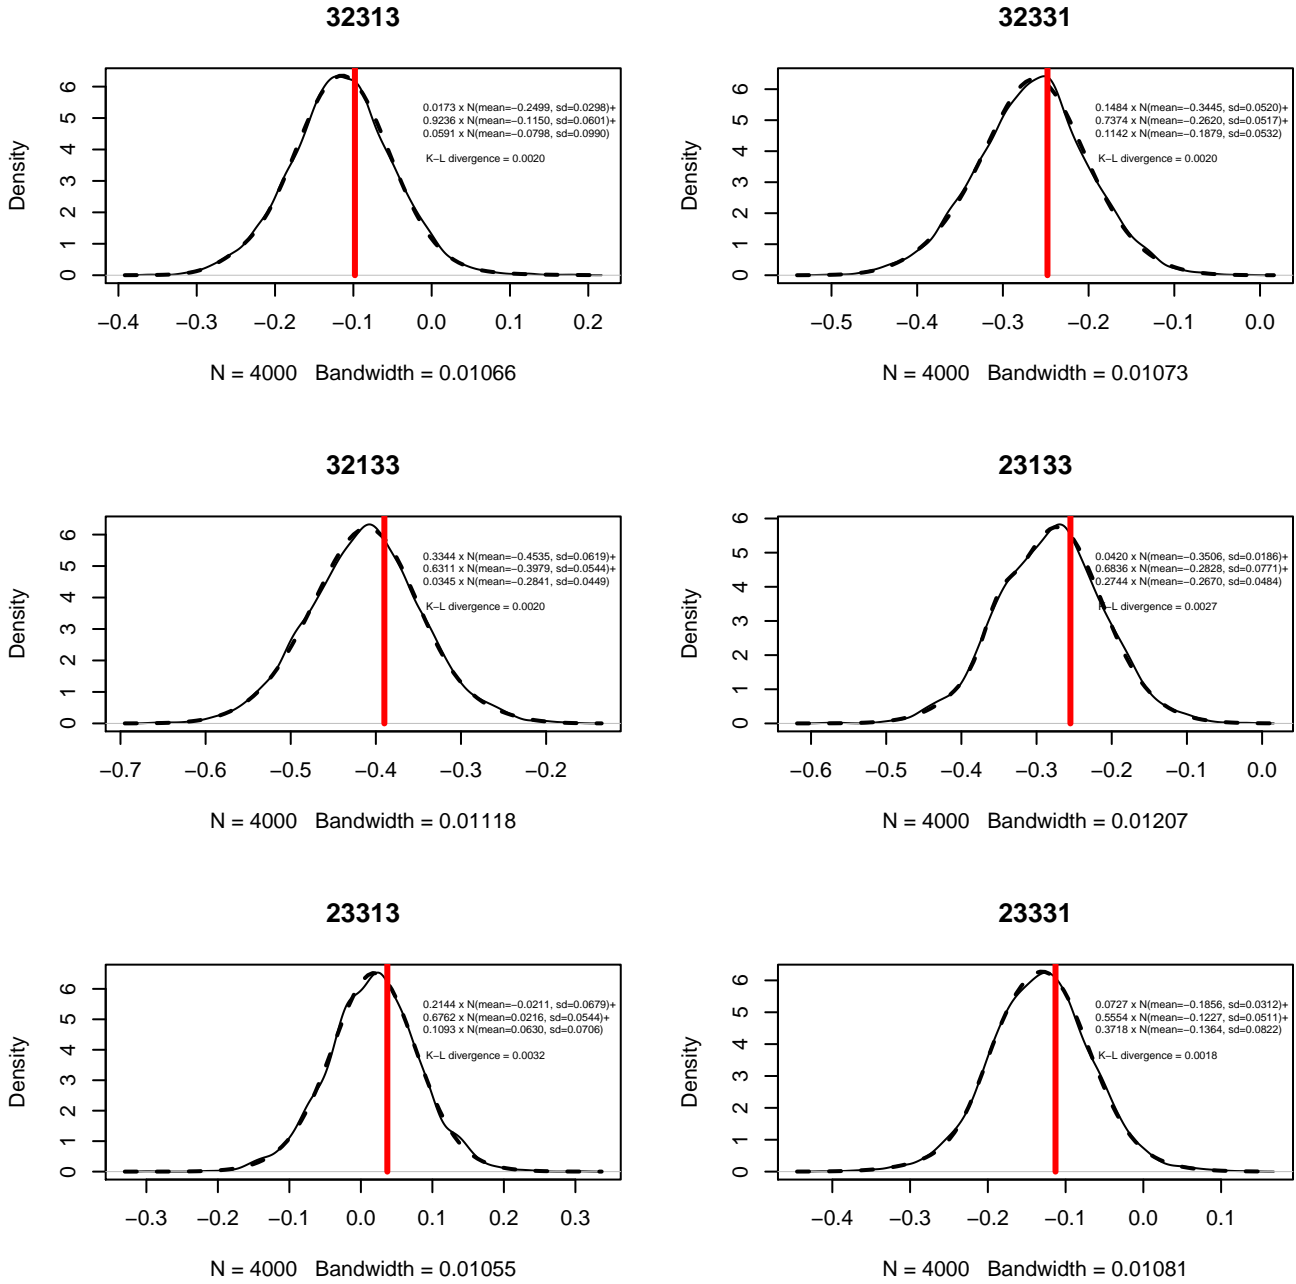 32313
Density
0 1 2 3 4 5 6
0.0173 x N(mean=−0.2499, sd=0.0298)+
0.9236 x N(mean=−0.1150, sd=0.0601)+
0.0591 x N(mean=−0.0798, sd=0.0990)
K−L divergence = 0.0020
−0.4 −0.3 −0.2 −0.1 0.0 0.1 0.2
N = 4000 Bandwidth = 0.01066
32331
Density
0 1 2 3 4 5 6
0.1484 x N(mean=−0.3445, sd=0.0520)+
0.7374 x N(mean=−0.2620, sd=0.0517)+
0.1142 x N(mean=−0.1879, sd=0.0532)
K−L divergence = 0.0020
−0.5 −0.4 −0.3 −0.2 −0.1 0.0
N = 4000 Bandwidth = 0.01073
32133
Density
0 1 2 3 4 5 6
0.3344 x N(mean=−0.4535, sd=0.0619)+
0.6311 x N(mean=−0.3979, sd=0.0544)+
0.0345 x N(mean=−0.2841, sd=0.0449)
K−L divergence = 0.0020
−0.7 −0.6 −0.5 −0.4 −0.3 −0.2
N = 4000 Bandwidth = 0.01118
23133
Density
0 1 2 3 4 5 6
0.0420 x N(mean=−0.3506, sd=0.0186)+
0.6836 x N(mean=−0.2828, sd=0.0771)+
0.2744 x N(mean=−0.2670, sd=0.0484)
K−L divergence = 0.0027
−0.6 −0.5 −0.4 −0.3 −0.2 −0.1 0.0
N = 4000 Bandwidth = 0.01207
23313
Density
0 1 2 3 4 5 6
0.2144 x N(mean=−0.0211, sd=0.0679)+
0.6762 x N(mean=0.0216, sd=0.0544)+
0.1093 x N(mean=0.0630, sd=0.0706)
K−L divergence = 0.0032
−0.3 −0.2 −0.1 0.0 0.1 0.2 0.3
N = 4000 Bandwidth = 0.01055
23331
Density
0 1 2 3 4 5 6
0.0727 x N(mean=−0.1856, sd=0.0312)+
0.5554 x N(mean=−0.1227, sd=0.0511)+
0.3718 x N(mean=−0.1364, sd=0.0822)
K−L divergence = 0.0018
−0.4 −0.3 −0.2 −0.1 0.0 0.1
N = 4000 Bandwidth = 0.01081